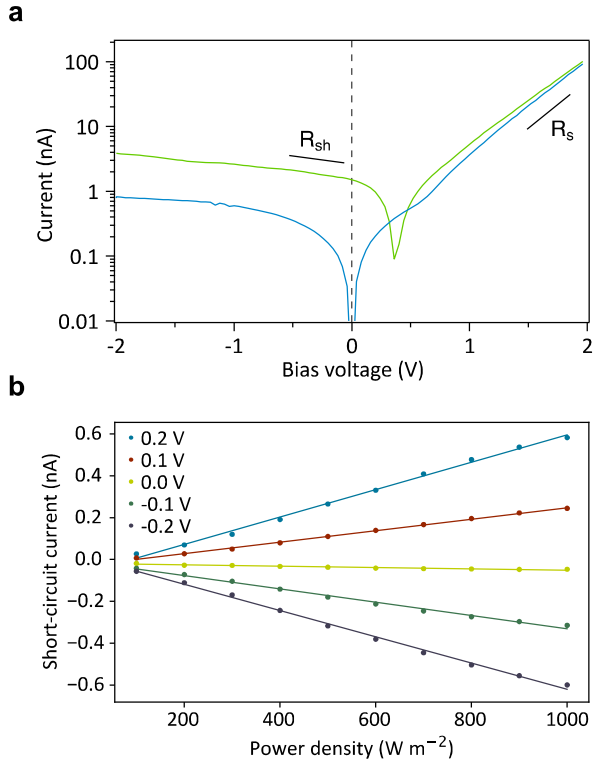 a
100
10
1
0.1
0.01
Current (nA)
R_sh
R_s
-2 -1 0 1 2
Bias voltage (V)
b
0.6
0.4
0.2
0.0
−0.2
−0.4
−0.6
Short-circuit current (nA)
0.2 V
0.1 V
0.0 V
-0.1 V
-0.2 V
200 400 600 800 1000
Power density (W m⁻²)